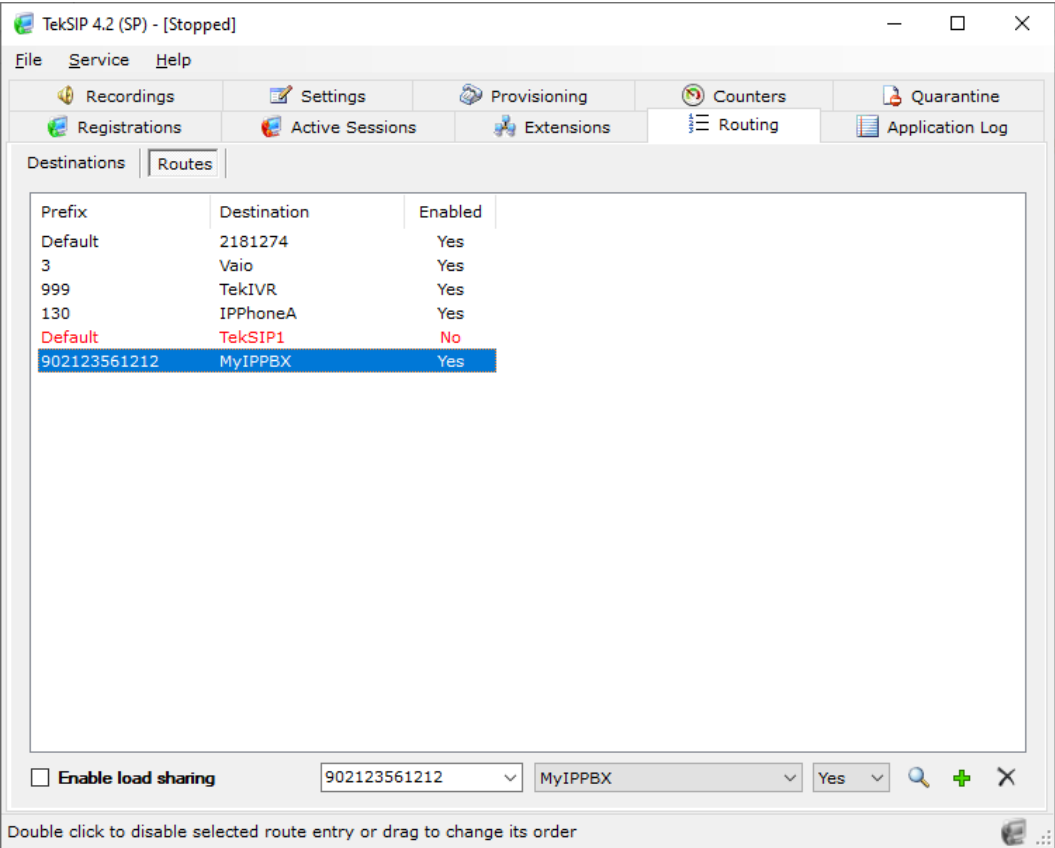 TekSIP 4.2 (SP) - [Stopped]
File Service Help
Recordings Settings Provisioning Counters Quarantine
Registrations Active Sessions Extensions Routing Application Log
Destinations Routes
Prefix Destination Enabled
Default 2181274 Yes
3 Vaio Yes
999 TekIVR Yes
130 IPPhoneA Yes
Default TekSIP1 No
902123561212 MyIPPBX Yes
Enable load sharing 902123561212 MyIPPBX Yes
Double click to disable selected route entry or drag to change its order